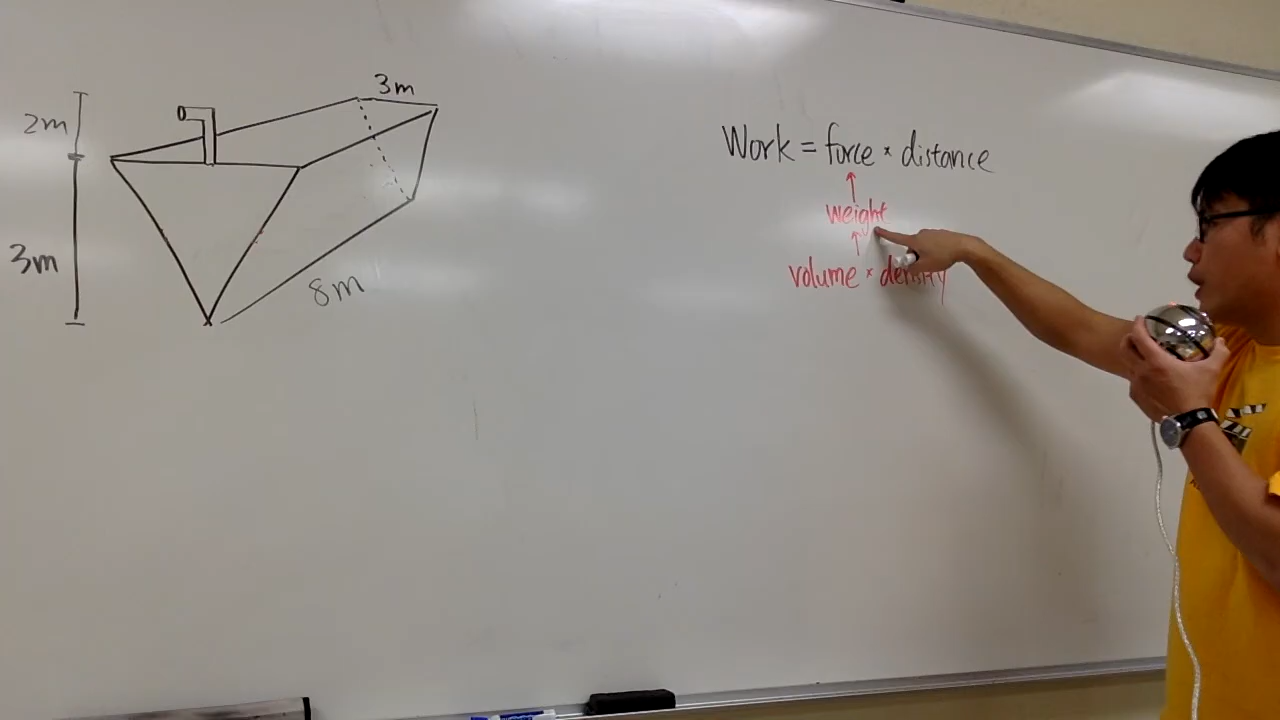 3m
2m
3m
8m
Work = force × distance
weight
volume × density